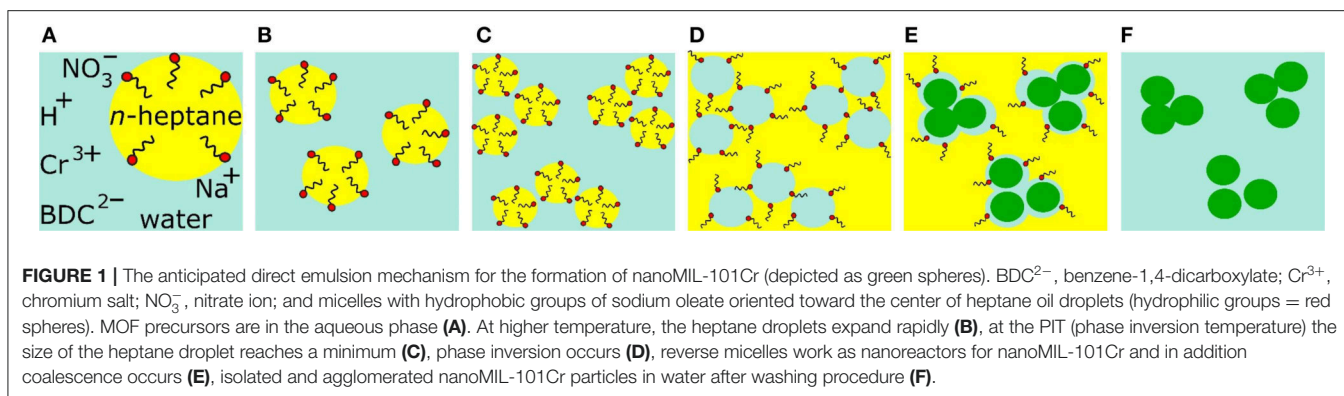 A B C D E F
NO₃⁻
H⁺
n-heptane
Cr³⁺
Na⁺
BDC²⁻ water
FIGURE 1 | The anticipated direct emulsion mechanism for the formation of nanoMIL-101Cr (depicted as green spheres). BDC²⁻, benzene-1,4-dicarboxylate; Cr³⁺,
chromium salt; NO₃⁻, nitrate ion; and micelles with hydrophobic groups of sodium oleate oriented toward the center of heptane oil droplets (hydrophilic groups = red
spheres). MOF precursors are in the aqueous phase (A). At higher temperature, the heptane droplets expand rapidly (B), at the PIT (phase inversion temperature) the
size of the heptane droplet reaches a minimum (C), phase inversion occurs (D), reverse micelles work as nanoreactors for nanoMIL-101Cr and in addition
coalescence occurs (E), isolated and agglomerated nanoMIL-101Cr particles in water after washing procedure (F).